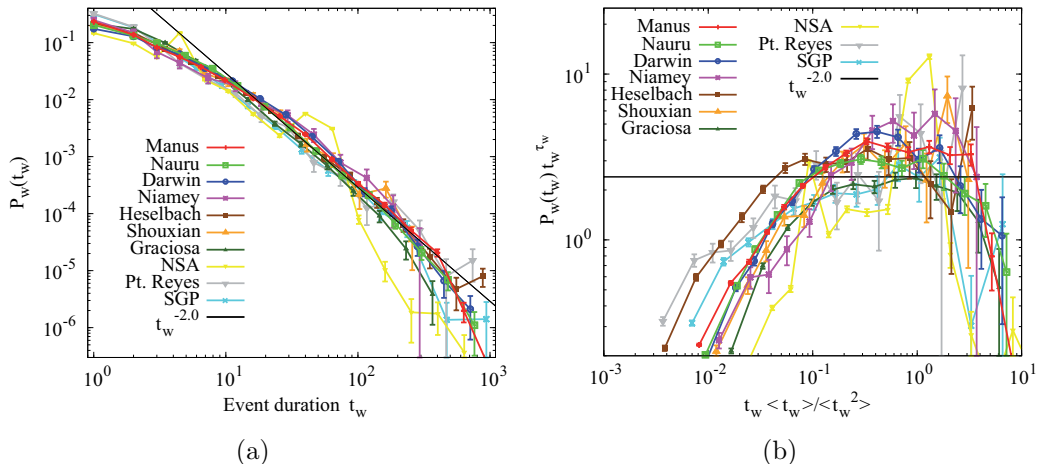 10^-1
10^-2
10^-3
10^-4
10^-5
10^-6
P_w(t_w)
Manus
Nauru
Darwin
Niamey
Heselbach
Shouxian
Graciosa
NSA
Pt. Reyes
SGP
t_w^-2.0
10^0 10^1 10^2 10^3
Event duration t_w
(a)
Manus
Nauru
Darwin
Niamey
Heselbach
Shouxian
Graciosa
NSA
Pt. Reyes
SGP
t_w^-2.0
10^1
10^0
P_w(t_w) t_w^τ_w
10^-3 10^-2 10^-1 10^0 10^1
t_w <t_w>/<t_w^2>
(b)